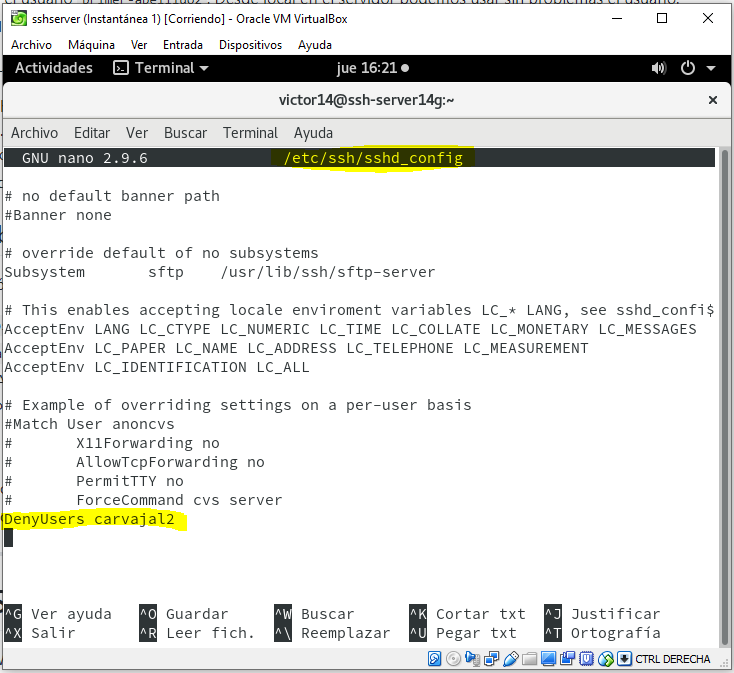 sshserver (Instantánea 1) [Corriendo] - Oracle VM VirtualBox
Archivo Máquina Ver Entrada Dispositivos Ayuda
Actividades Terminal jue 16:21
victor14@ssh-server14g:~
Archivo Editar Ver Buscar Terminal Ayuda
GNU nano 2.9.6 /etc/ssh/sshd_config
# no default banner path
#Banner none
# override default of no subsystems
Subsystem sftp /usr/lib/ssh/sftp-server
# This enables accepting locale enviroment variables LC_* LANG, see sshd_confi$
AcceptEnv LANG LC_CTYPE LC_NUMERIC LC_TIME LC_COLLATE LC_MONETARY LC_MESSAGES
AcceptEnv LC_PAPER LC_NAME LC_ADDRESS LC_TELEPHONE LC_MEASUREMENT
AcceptEnv LC_IDENTIFICATION LC_ALL
# Example of overriding settings on a per-user basis
#Match User anoncvs
# X11Forwarding no
# AllowTcpForwarding no
# PermitTTY no
# ForceCommand cvs server
DenyUsers carvajal2
^G Ver ayuda ^O Guardar ^W Buscar ^K Cortar txt ^J Justificar
^X Salir ^R Leer fich. ^\ Reemplazar ^U Pegar txt ^T Ortografía
CTRL DERECHA